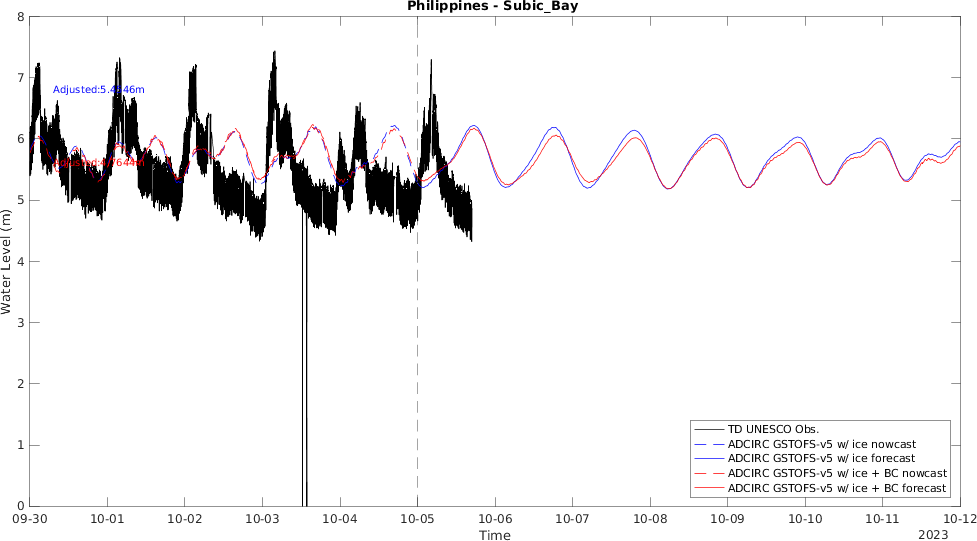 Philippines - Subic_Bay
8
7
6
5
4
3
2
1
0
Water Level (m)
09-30
10-01
10-02
10-03
10-04
10-05
10-06
10-07
10-08
10-09
10-10
10-11
10-12
Time
2023
TD UNESCO Obs.
ADCIRC GSTOFS-v5 w/ ice nowcast
ADCIRC GSTOFS-v5 w/ ice forecast
ADCIRC GSTOFS-v5 w/ ice + BC nowcast
ADCIRC GSTOFS-v5 w/ ice + BC forecast